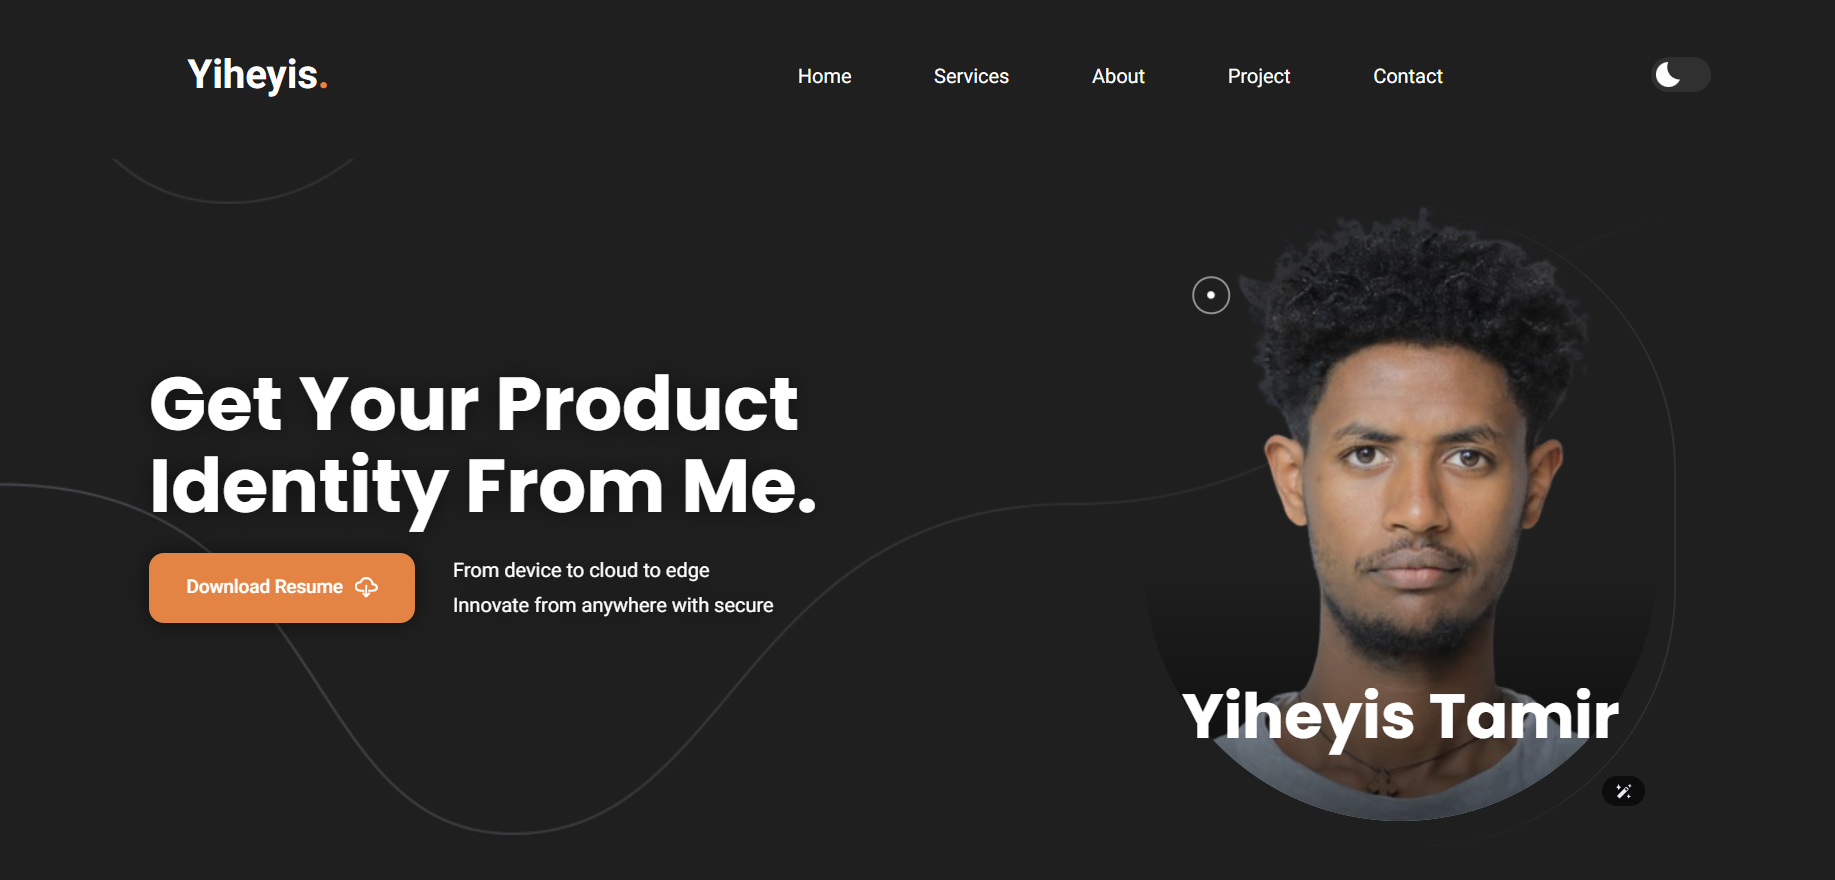 Yiheyis.
Home
Services
About
Project
Contact
Get Your Product
Identity From Me.
Download Resume
From device to cloud to edge
Innovate from anywhere with secure
Yiheyis Tamir